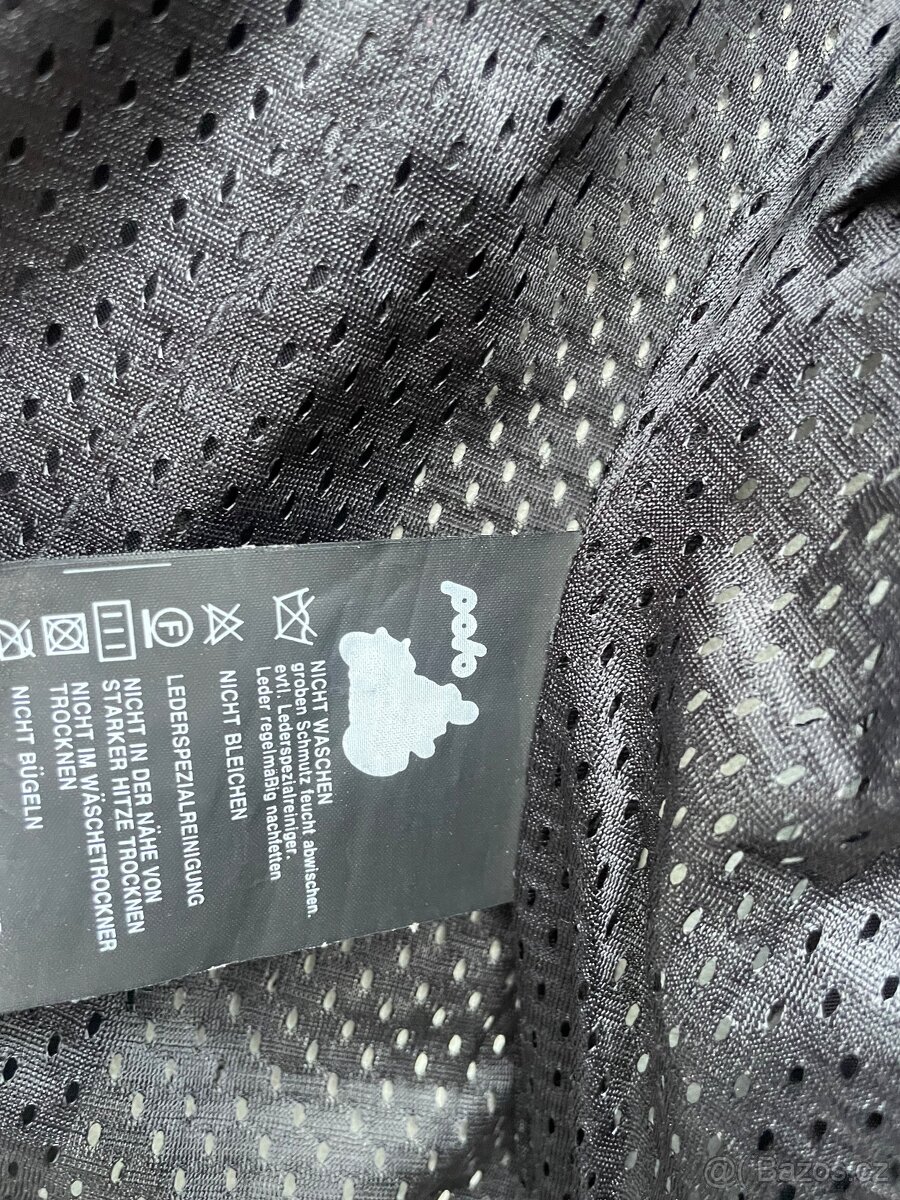 polo
NICHT WASCHEN
groben Schmutz feucht abwischen.
evtl. Lederspezialreiniger.
Leder regelmäßig nachfetten
NICHT BLEICHEN
F
LEDERSPEZIALREINIGUNG
NICHT IN DER NÄHE VON
STARKER HITZE TROCKNEN
NICHT IM WÄSCHETROCKNER
TROCKNEN
NICHT BÜGELN
@ Bazos.cz